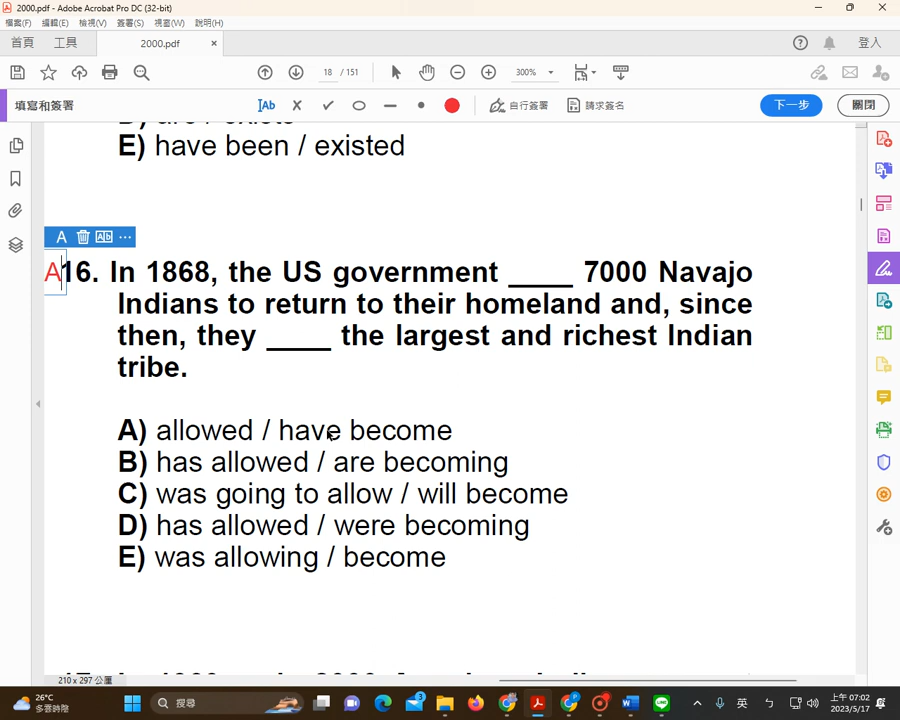 2000.pdf - Adobe Acrobat Pro DC (32-bit)
檔案(F) 編輯(E) 檢視(V) 簽署(S) 視窗(W) 說明(H)
首頁 工具 2000.pdf × 登入
18 / 151 300%
填寫和簽署 Ab 自行簽署 請求簽名 下一步 關閉
E) have been / existed
A Ab ...
A16. In 1868, the US government ____ 7000 Navajo
Indians to return to their homeland and, since
then, they ____ the largest and richest Indian
tribe.
A) allowed / have become
B) has allowed / are becoming
C) was going to allow / will become
D) has allowed / were becoming
E) was allowing / become
210 x 297 公厘
26°C
多雲時陰
搜尋
3
英 ㄅ
上午 07:02
2023/5/17